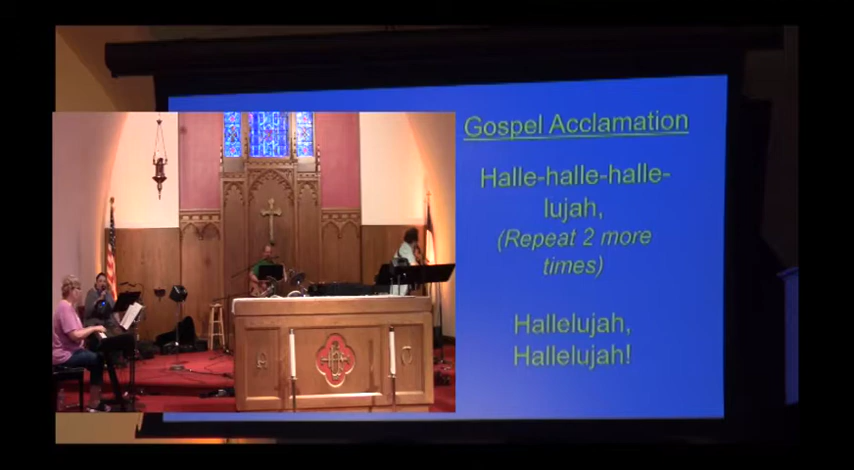 Gospel Acclamation
Halle-halle-halle-
lujah,
(Repeat 2 more
times)
Hallelujah,
Hallelujah!